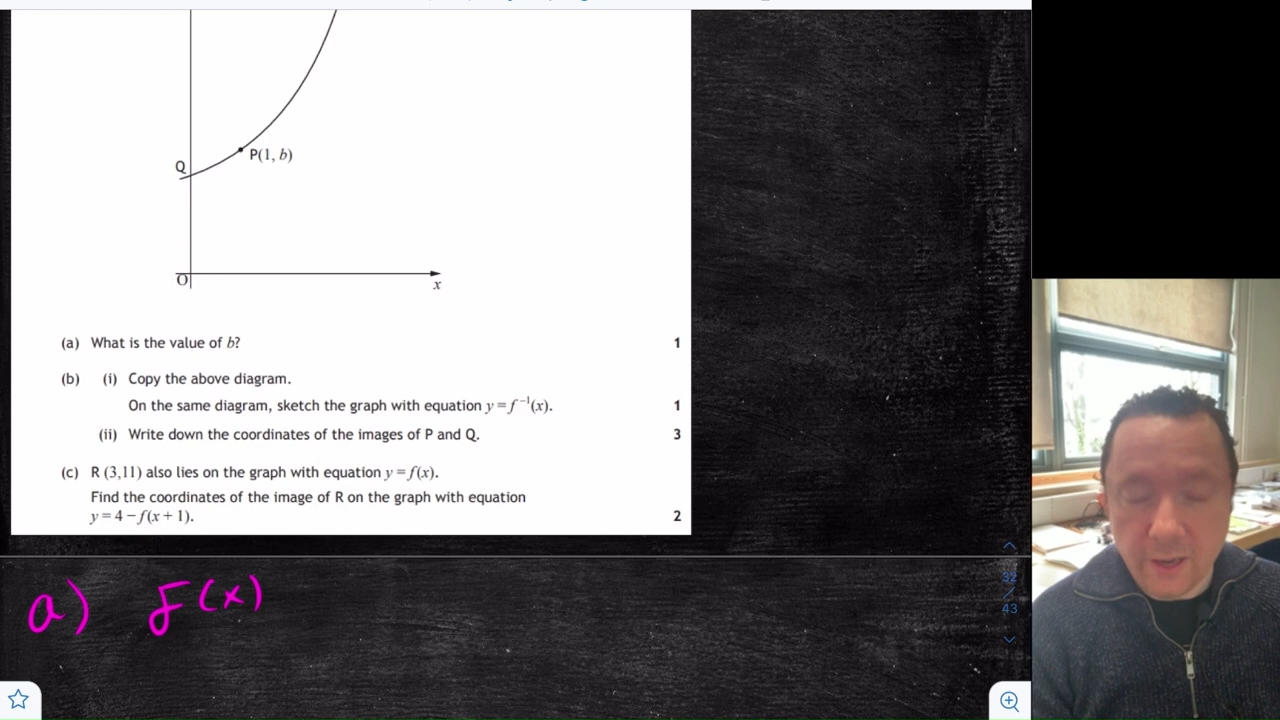 Q
P(1, b)
O
x
(a) What is the value of b? 1
(b) (i) Copy the above diagram.
On the same diagram, sketch the graph with equation y = f⁻¹(x). 1
(ii) Write down the coordinates of the images of P and Q. 3
(c) R (3,11) also lies on the graph with equation y = f(x).
Find the coordinates of the image of R on the graph with equation
y = 4 − f(x + 1). 2
32
/
43
a) f(x)